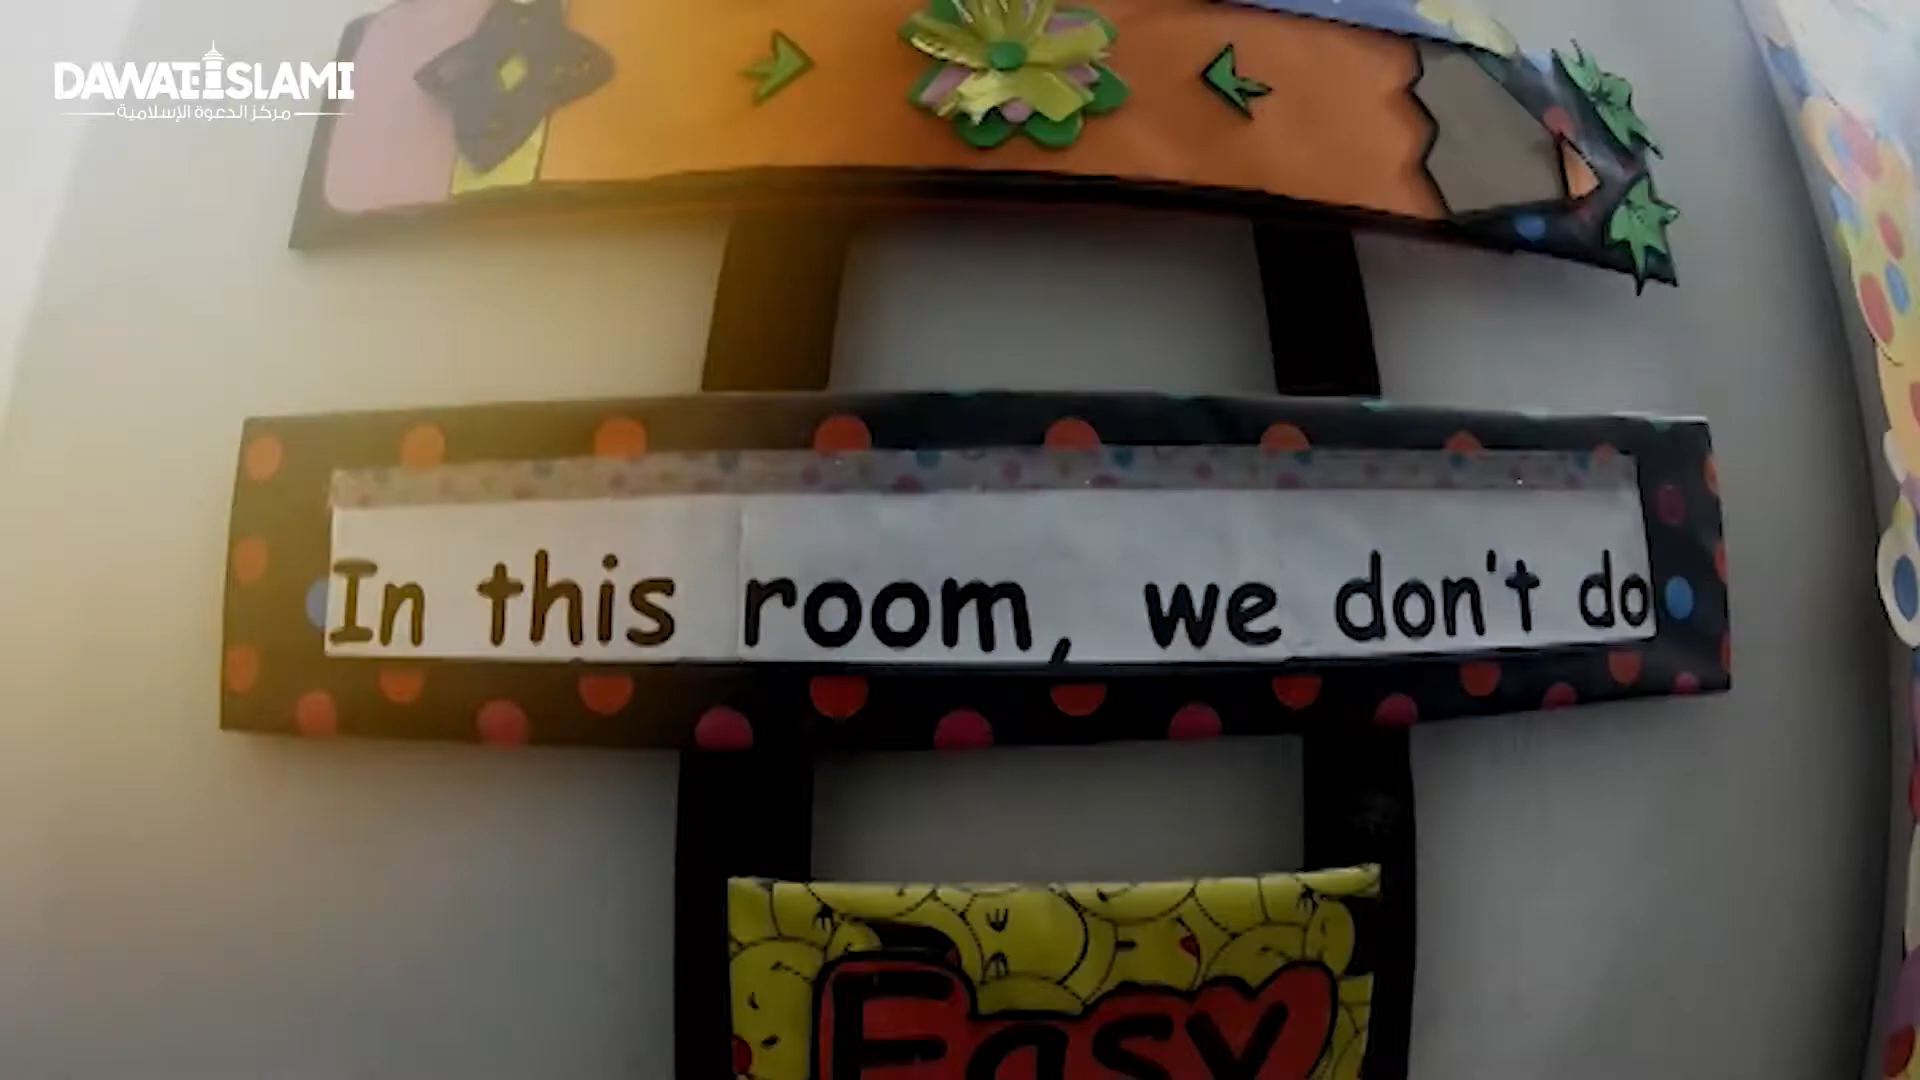 DAWAT-E-ISLAMI
مركز الدعوة الإسلامية
In this room, we don't do
Easy